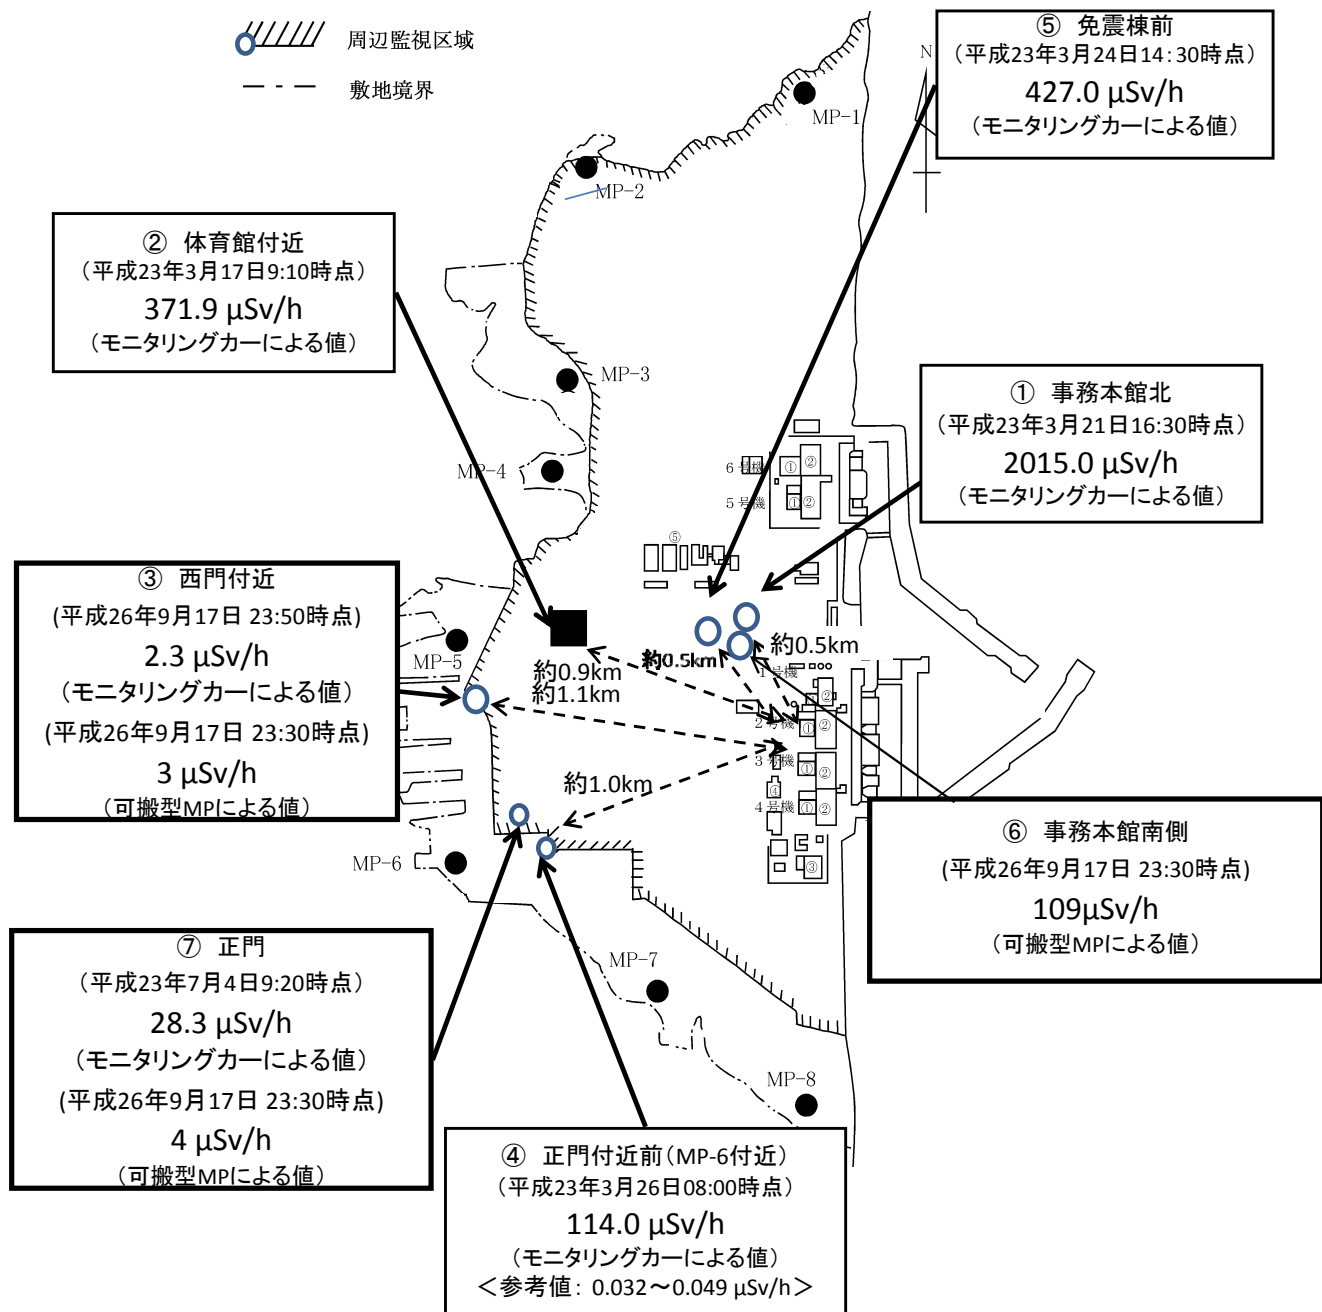 周辺監視区域
敷地境界
⑤ 免震棟前
（平成23年3月24日14：30時点）
427.0 μSv/h
（モニタリングカーによる値）
N
MP-1
MP-2
② 体育館付近
（平成23年3月17日9:10時点）
371.9 μSv/h
（モニタリングカーによる値）
MP-3
① 事務本館北
（平成23年3月21日16:30時点）
2015.0 μSv/h
（モニタリングカーによる値）
MP-4
6号機
① ②
5号機
① ②
⑤
③ 西門付近
(平成26年9月17日 23:50時点)
2.3 μSv/h
（モニタリングカーによる値）
(平成26年9月17日 23:30時点)
3 μSv/h
（可搬型MPによる値）
MP-5
約0.9km
約1.1km
約0.5km
約0.5km
1号機
②
2号機
① ②
3号機
① ②
約1.0km
④
4号機
① ②
③
MP-6
⑥ 事務本館南側
(平成26年9月17日 23:30時点)
109μSv/h
（可搬型MPによる値）
⑦ 正門
（平成23年7月4日9:20時点）
28.3 μSv/h
（モニタリングカーによる値）
(平成26年9月17日 23:30時点)
4 μSv/h
（可搬型MPによる値）
MP-7
MP-8
④ 正門付近前（MP-6付近）
（平成23年3月26日08:00時点）
114.0 μSv/h
（モニタリングカーによる値）
＜参考値：0.032～0.049 μSv/h＞